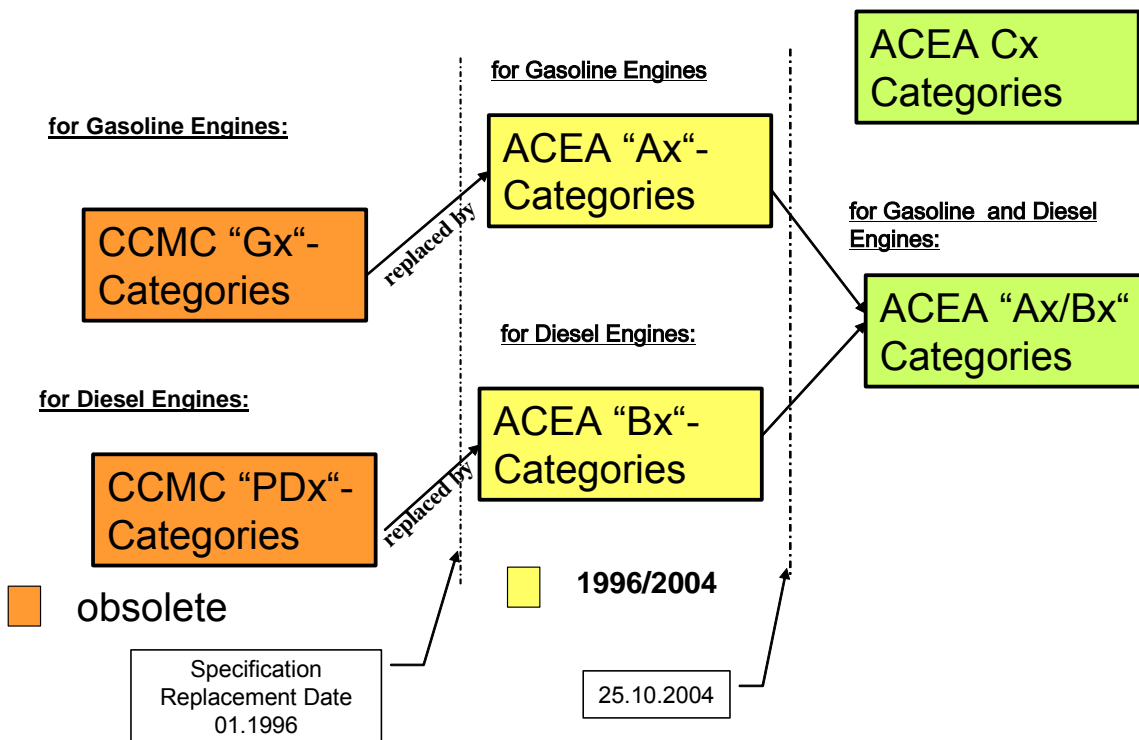 for Gasoline Engines:
CCMC “Gx“-
Categories
for Diesel Engines:
CCMC “PDx“-
Categories
obsolete
Specification
Replacement Date
01.1996
replaced by
replaced by
for Gasoline Engines
ACEA “Ax“-
Categories
for Diesel Engines:
ACEA “Bx“-
Categories
1996/2004
25.10.2004
ACEA Cx
Categories
for Gasoline and Diesel
Engines:
ACEA “Ax/Bx“
Categories